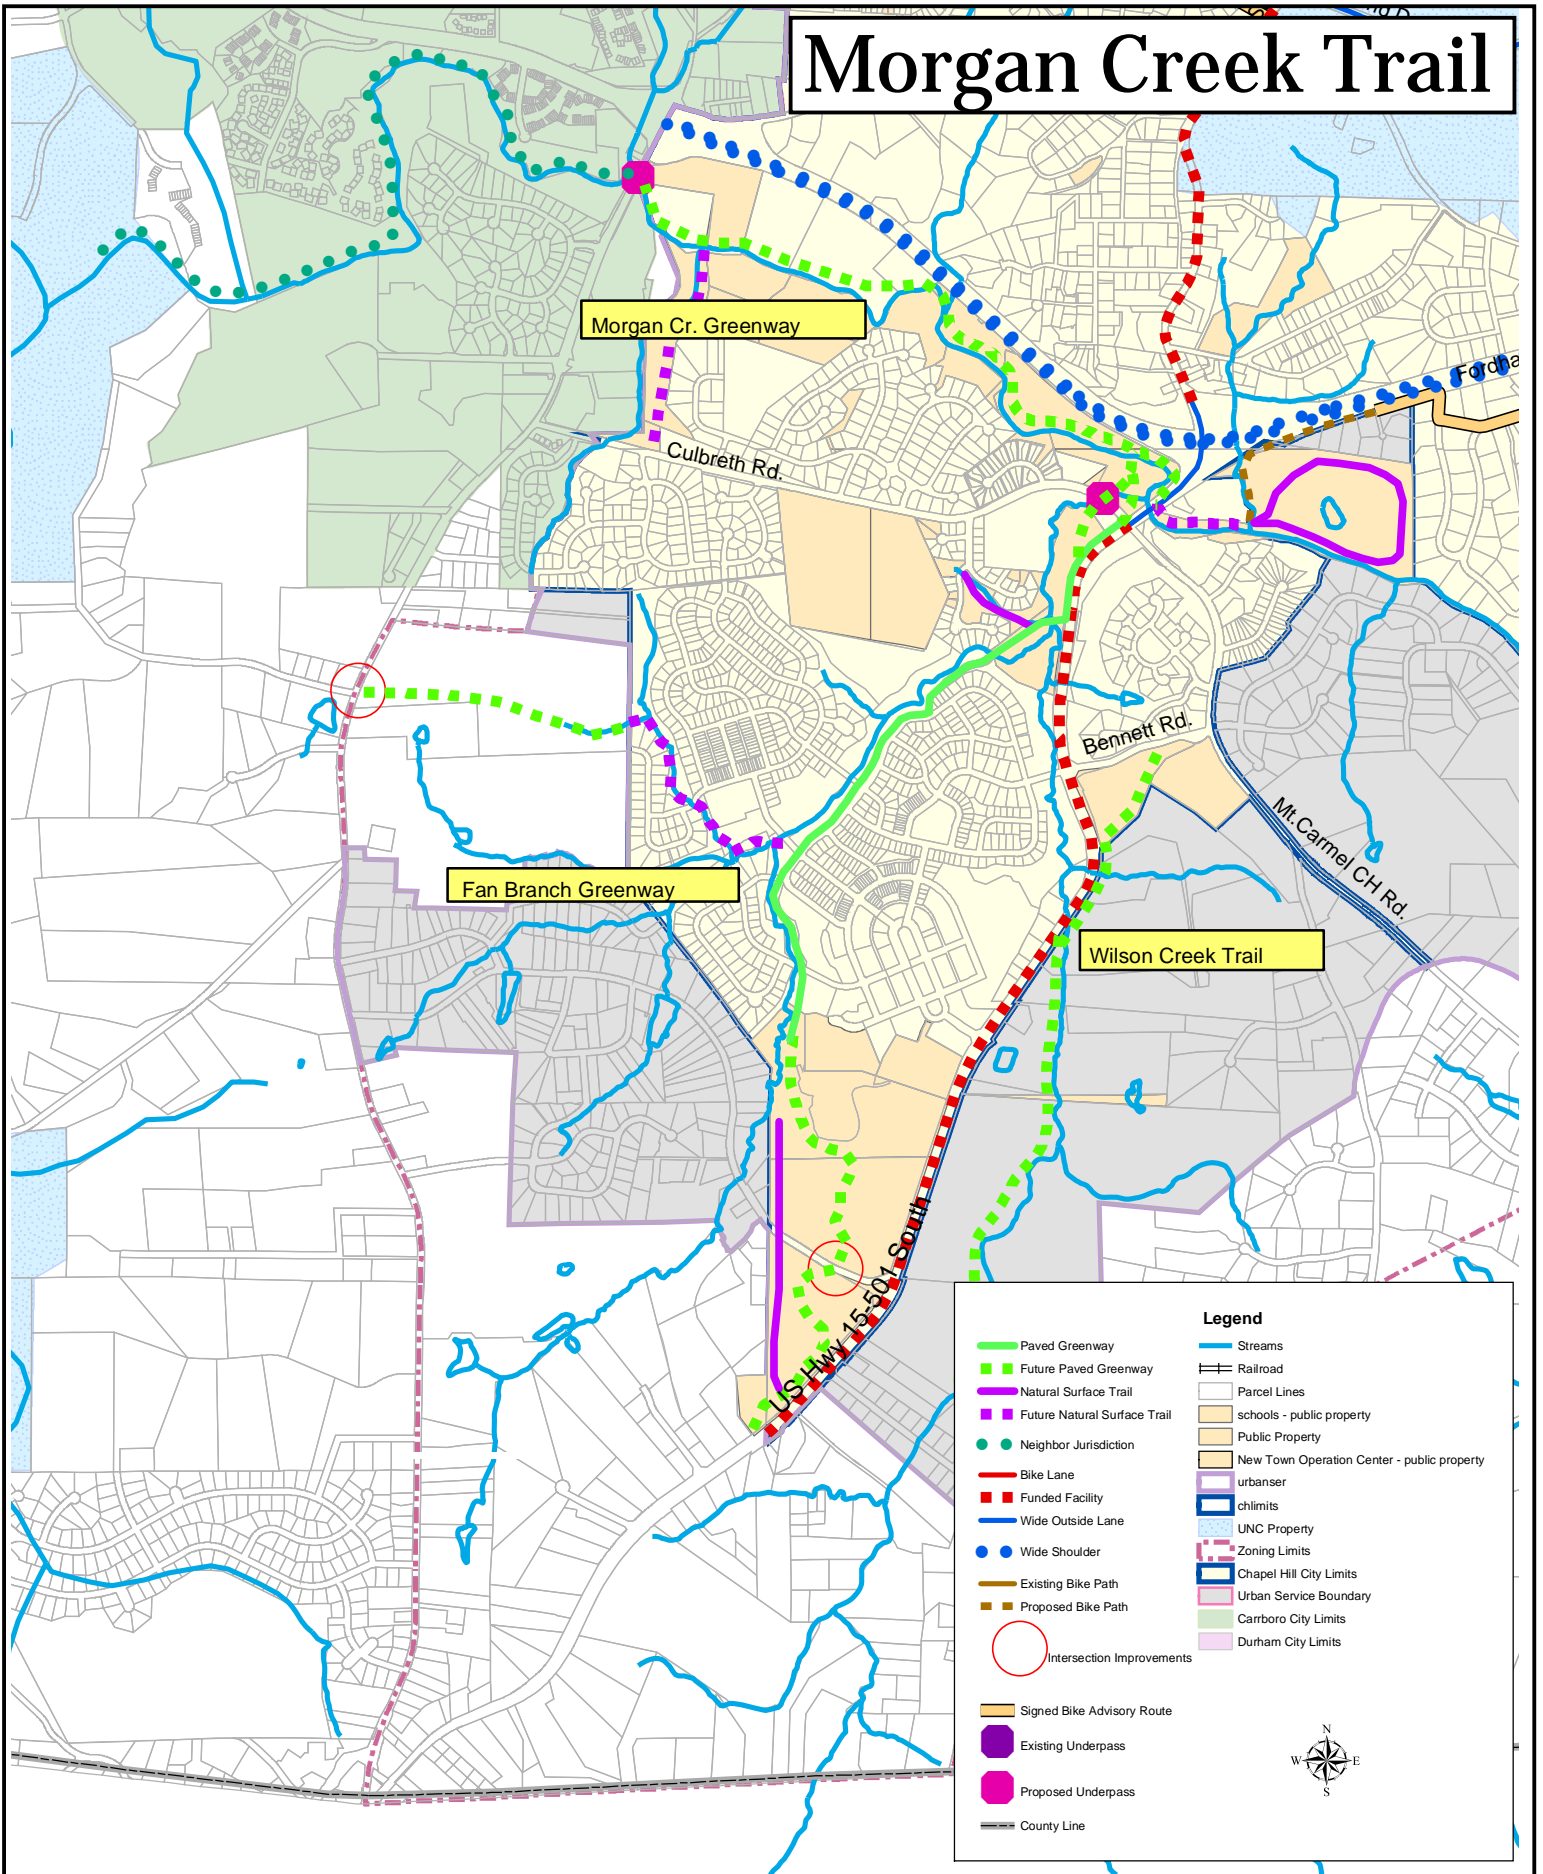 Morgan Creek Trail
Fordha
Morgan Cr. Greenway
Culbreth Rd.
Bennett Rd.
Mt.Carmel CH Rd.
Fan Branch Greenway
Wilson Creek Trail
US Hwy 15-501 South
Legend
Paved Greenway
Future Paved Greenway
Natural Surface Trail
Future Natural Surface Trail
Neighbor Jurisdiction
Bike Lane
Funded Facility
Wide Outside Lane
Wide Shoulder
Existing Bike Path
Proposed Bike Path
Intersection Improvements
Signed Bike Advisory Route
Existing Underpass
Proposed Underpass
County Line
Streams
Railroad
Parcel Lines
schools - public property
Public Property
New Town Operation Center - public property
urbanser
chlimits
UNC Property
Zoning Limits
Chapel Hill City Limits
Urban Service Boundary
Carrboro City Limits
Durham City Limits
N
W E
S